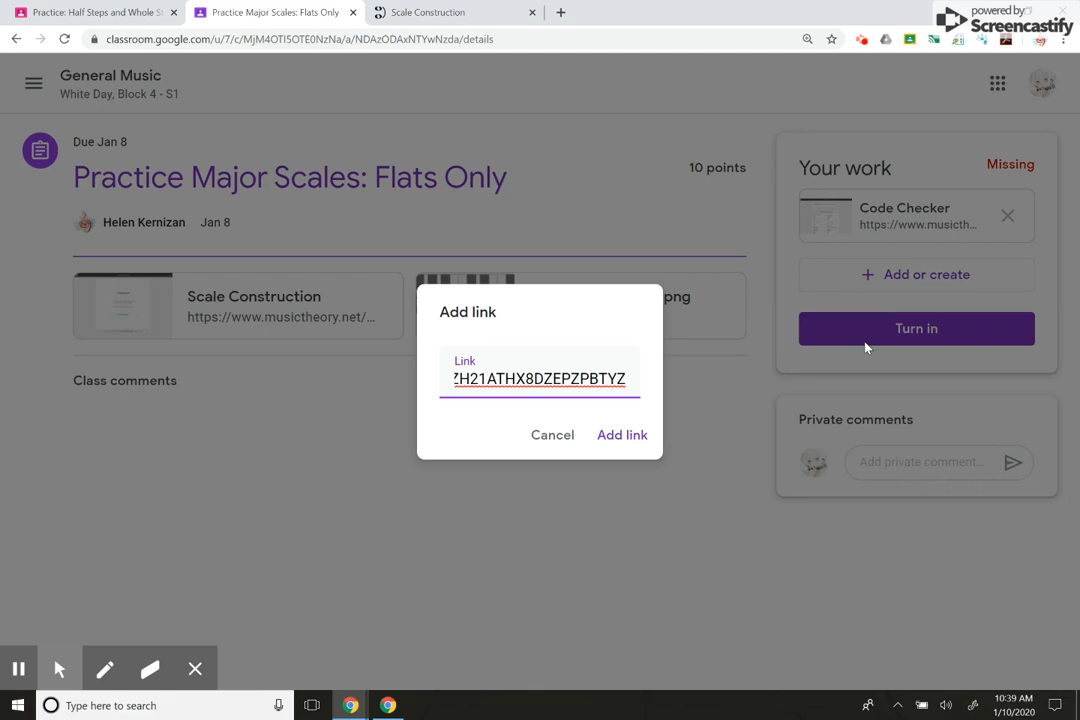 Practice: Half Steps and Whole St
Practice Major Scales: Flats Only
Scale Construction
powered by
Screencastify
classroom.google.com/u/7/c/MjM4OTI5OTE0NzNa/a/NDAzODAxNTYwNzda/details
General Music
White Day, Block 4 - S1
Due Jan 8
Practice Major Scales: Flats Only
10 points
Helen Kernizan
Jan 8
Scale Construction
https://www.musictheory.net/...
png
Class comments
Your work
Missing
Code Checker
https://www.musicth...
+ Add or create
Turn in
Private comments
Add private comment...
Add link
Link
ZH21ATHX8DZEPZPBTYZ
Cancel
Add link
Type here to search
10:39 AM
1/10/2020